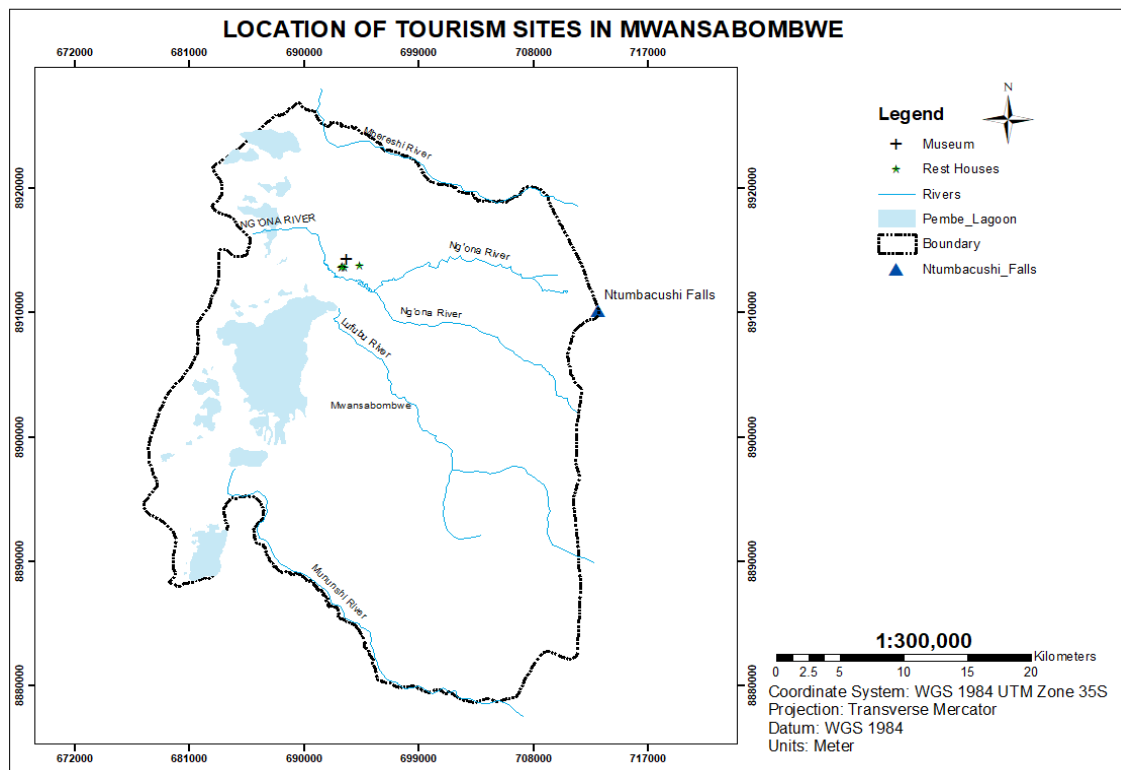 LOCATION OF TOURISM SITES IN MWANSABOMBWE
672000 681000 690000 699000 708000 717000
N
Legend
Museum
Rest Houses
Rivers
Pembe_Lagoon
Boundary
Ntumbacushi_Falls
Mbereshi River
8920000 8920000
NG'ONA RIVER
Ng'ona River
Ntumbacushi Falls
8910000 8910000
Ng'ona River
Lufubu River
Mwansabombwe
8900000 8900000
8890000 8890000
Mununshi River
8880000 8880000
1:300,000
Kilometers
0 2.5 5 10 15 20
Coordinate System: WGS 1984 UTM Zone 35S
Projection: Transverse Mercator
Datum: WGS 1984
Units: Meter
672000 681000 690000 699000 708000 717000